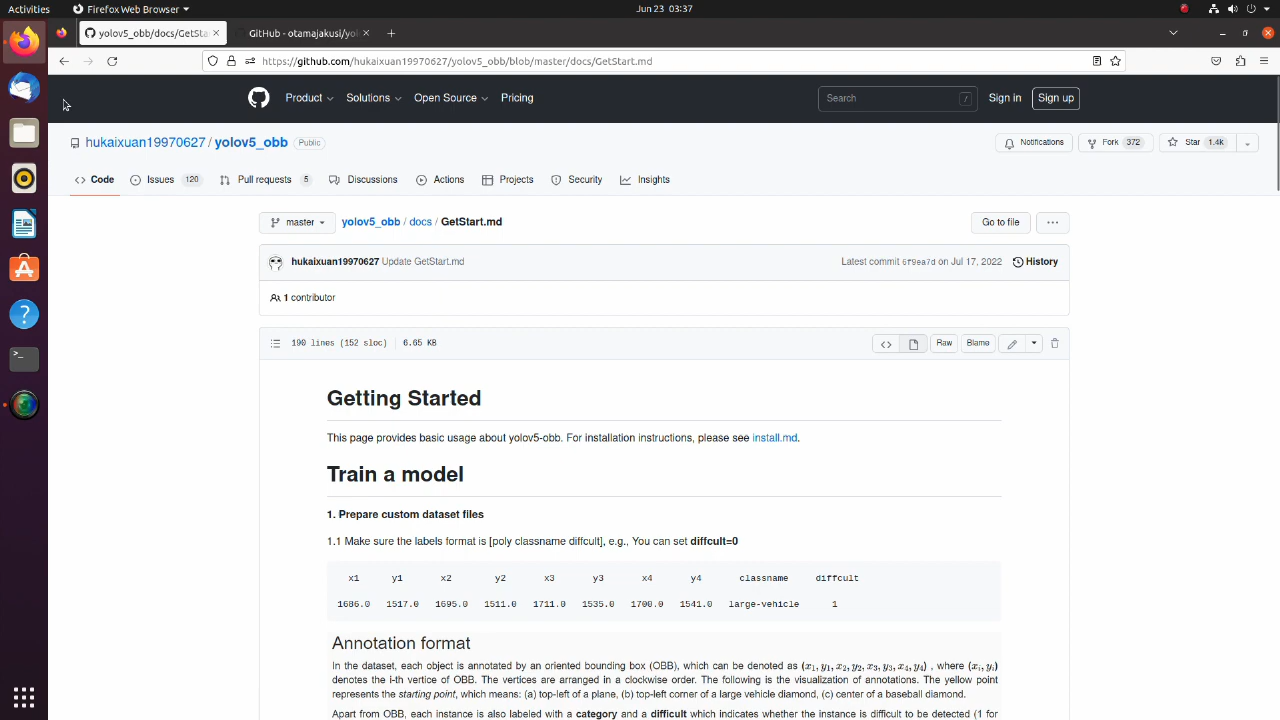 Activities Firefox Web Browser Jun 23 03:37
yolov5_obb/docs/GetSta GitHub - otamajakusi/yol
https://github.com/hukaixuan19970627/yolov5_obb/blob/master/docs/GetStart.md
Product Solutions Open Source Pricing Search / Sign in Sign up
hukaixuan19970627 / yolov5_obb Public Notifications Fork 372 Star 1.4k
Code Issues 120 Pull requests 5 Discussions Actions Projects Security Insights
master yolov5_obb / docs / GetStart.md Go to file
hukaixuan19970627 Update GetStart.md Latest commit 6f9ea7d on Jul 17, 2022 History
1 contributor
190 lines (152 sloc) 6.65 KB Raw Blame
Getting Started
This page provides basic usage about yolov5-obb. For installation instructions, please see install.md.
Train a model
1. Prepare custom dataset files
1.1 Make sure the labels format is [poly classname diffcult], e.g., You can set diffcult=0
x1 y1 x2 y2 x3 y3 x4 y4 classname diffcult
1686.0 1517.0 1695.0 1511.0 1711.0 1535.0 1700.0 1541.0 large-vehicle 1
Annotation format
In the dataset, each object is annotated by an oriented bounding box (OBB), which can be denoted as (x1, y1, x2, y2, x3, y3, x4, y4) , where (xi, yi)
denotes the i-th vertice of OBB. The vertices are arranged in a clockwise order. The following is the visualization of annotations. The yellow point
represents the starting point, which means: (a) top-left of a plane, (b) top-left corner of a large vehicle diamond, (c) center of a baseball diamond.
Apart from OBB, each instance is also labeled with a category and a difficult which indicates whether the instance is difficult to be detected (1 for